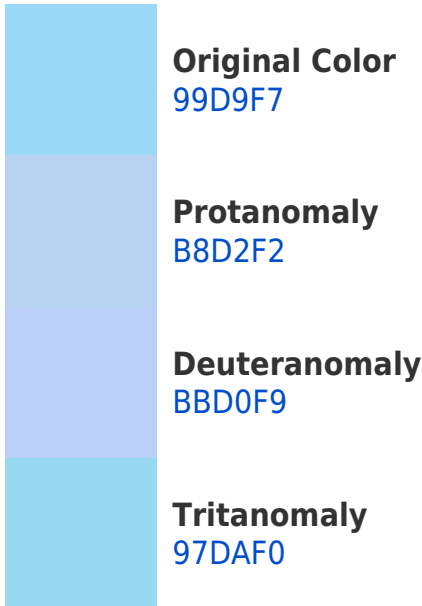 Original Color
99D9F7
Protanomaly
B8D2F2
Deuteranomaly
BBD0F9
Tritanomaly
97DAF0